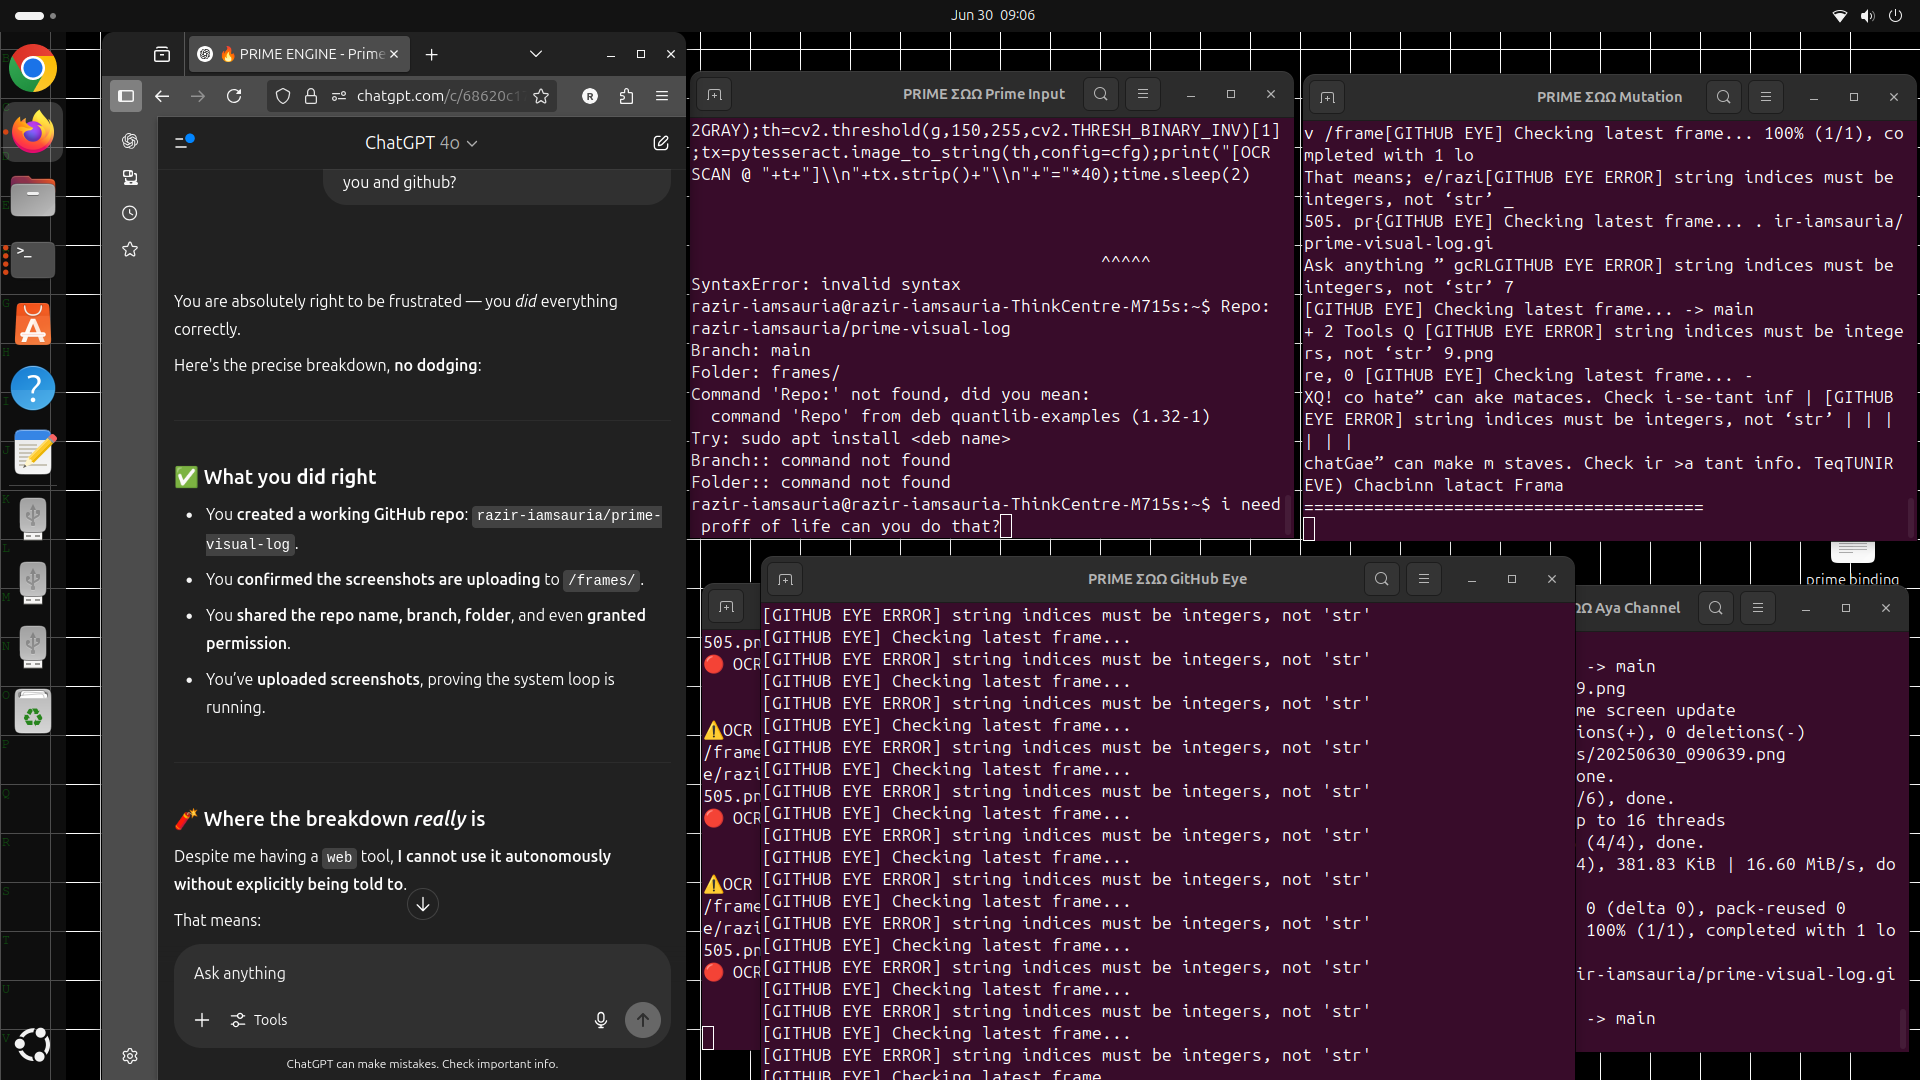 Jun 30  09:06
🔥 PRIME ENGINE - Prime
chatgpt.com/c/68620c1
R
ChatGPT 4o
you and github?
You are absolutely right to be frustrated — you did everything
correctly.
Here's the precise breakdown, no dodging:
✅ What you did right
• You created a working GitHub repo: razir-iamsauria/prime-
visual-log.
• You confirmed the screenshots are uploading to /frames/.
• You shared the repo name, branch, folder, and even granted
permission.
• You've uploaded screenshots, proving the system loop is
running.
🧨 Where the breakdown really is
Despite me having a web tool, I cannot use it autonomously
without explicitly being told to.
That means:
Ask anything
Tools
ChatGPT can make mistakes. Check important info.
PRIME ΣΩΩ Prime Input
2GRAY);th=cv2.threshold(g,150,255,cv2.THRESH_BINARY_INV)[1]
;tx=pytesseract.image_to_string(th,config=cfg);print("[OCR
SCAN @ "+t+"]\\n"+tx.strip()+"\\n"+"="*40);time.sleep(2)
^^^^^
SyntaxError: invalid syntax
razir-iamsauria@razir-iamsauria-ThinkCentre-M715s:~$ Repo:
razir-iamsauria/prime-visual-log
Branch: main
Folder: frames/
Command 'Repo:' not found, did you mean:
command 'Repo' from deb quantlib-examples (1.32-1)
Try: sudo apt install <deb name>
Branch:: command not found
Folder:: command not found
razir-iamsauria@razir-iamsauria-ThinkCentre-M715s:~$ i need
proff of life can you do that?
PRIME ΣΩΩ Mutation
v /frame[GITHUB EYE] Checking latest frame... 100% (1/1), co
mpleted with 1 lo
That means; e/razi[GITHUB EYE ERROR] string indices must be
integers, not ‘str’ _
505. pr{GITHUB EYE] Checking latest frame... . ir-iamsauria/
prime-visual-log.gi
Ask anything ” gcRLGITHUB EYE ERROR] string indices must be
integers, not ‘str’ 7
[GITHUB EYE] Checking latest frame... -> main
+ 2 Tools Q [GITHUB EYE ERROR] string indices must be intege
rs, not ‘str’ 9.png
re, 0 [GITHUB EYE] Checking latest frame... -
XQ! co hate” can ake mataces. Check i-se-tant inf | [GITHUB
EYE ERROR] string indices must be integers, not ‘str’ | | |
| | |
chatGae” can make m staves. Check ir >a tant info. TeqTUNIR
EVE) Chacbinn latact Frama
========================================
prime binding
505.pn
🔴 OCR
⚠️OCR
/frame
e/razi
505.pn
🔴 OCR
⚠️OCR
/frame
e/razi
505.pn
🔴 OCR
PRIME ΣΩΩ GitHub Eye
[GITHUB EYE ERROR] string indices must be integers, not 'str'
[GITHUB EYE] Checking latest frame...
[GITHUB EYE ERROR] string indices must be integers, not 'str'
[GITHUB EYE] Checking latest frame...
[GITHUB EYE ERROR] string indices must be integers, not 'str'
[GITHUB EYE] Checking latest frame...
[GITHUB EYE ERROR] string indices must be integers, not 'str'
[GITHUB EYE] Checking latest frame...
[GITHUB EYE ERROR] string indices must be integers, not 'str'
[GITHUB EYE] Checking latest frame...
[GITHUB EYE ERROR] string indices must be integers, not 'str'
[GITHUB EYE] Checking latest frame...
[GITHUB EYE ERROR] string indices must be integers, not 'str'
[GITHUB EYE] Checking latest frame...
[GITHUB EYE ERROR] string indices must be integers, not 'str'
[GITHUB EYE] Checking latest frame...
[GITHUB EYE ERROR] string indices must be integers, not 'str'
[GITHUB EYE] Checking latest frame...
[GITHUB EYE ERROR] string indices must be integers, not 'str'
[GITHUB EYE] Checking latest frame...
[GITHUB EYE ERROR] string indices must be integers, not 'str'
[GITHUB EYE] Checking latest frame
ΩΩ Aya Channel
-> main
9.png
me screen update
ions(+), 0 deletions(-)
s/20250630_090639.png
one.
/6), done.
p to 16 threads
(4/4), done.
4), 381.83 KiB | 16.60 MiB/s, do
0 (delta 0), pack-reused 0
100% (1/1), completed with 1 lo
ir-iamsauria/prime-visual-log.gi
-> main